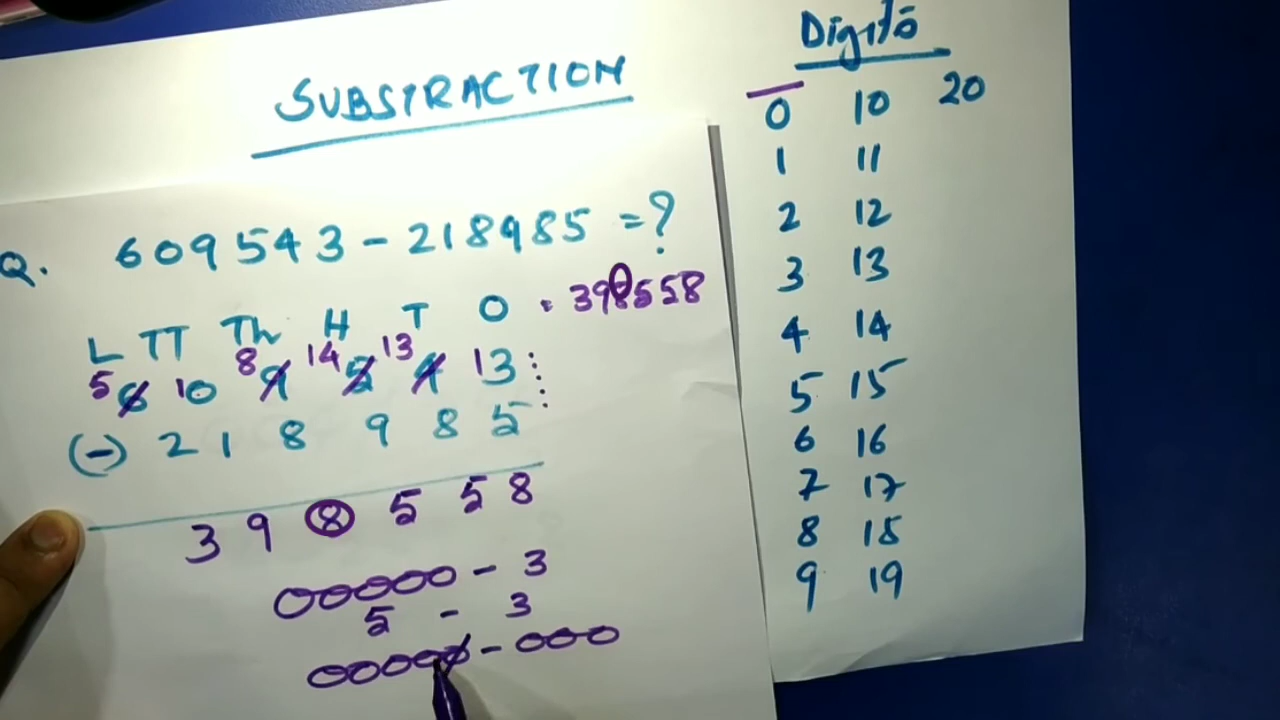 SUBSTRACTION
Q. 609543 - 218985 = ?
= 398558
L TT Th H T O
5 8 14 13
6 10 9 5 4 13
(-) 2 1 8 9 8 5
3 9 8 5 5 8
00000 - 3
5 - 3
00000 - 000
Digits
0 10 20
1 11
2 12
3 13
4 14
5 15
6 16
7 17
8 18
9 19